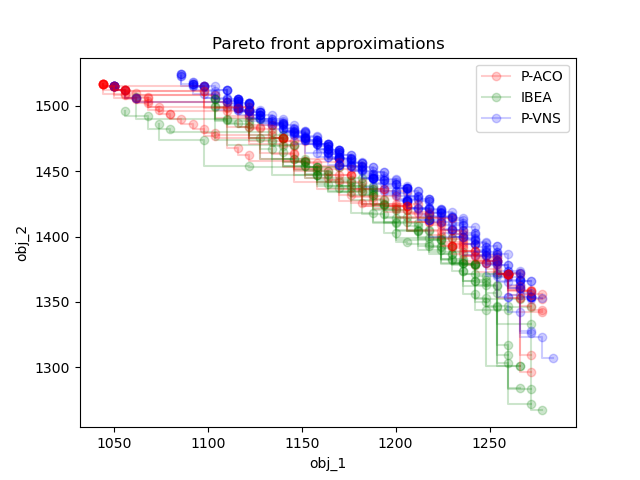 Pareto front approximations
P-ACO
IBEA
P-VNS
obj_2
1500
1450
1400
1350
1300
1050 1100 1150 1200 1250
obj_1